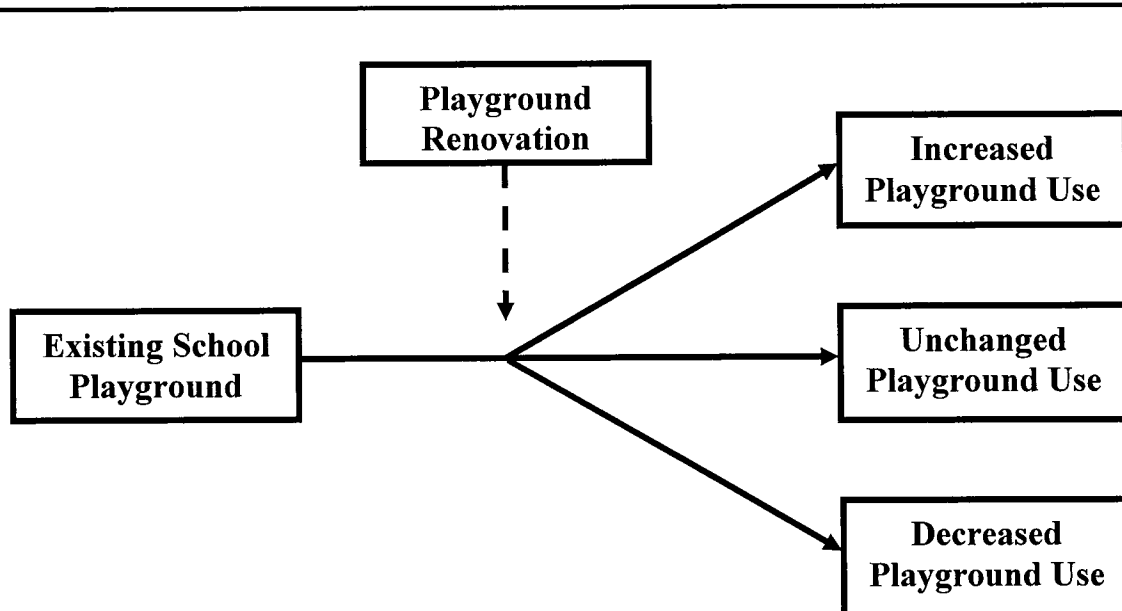 Playground
Renovation
Increased
Playground Use
Existing School
Playground
Unchanged
Playground Use
Decreased
Playground Use